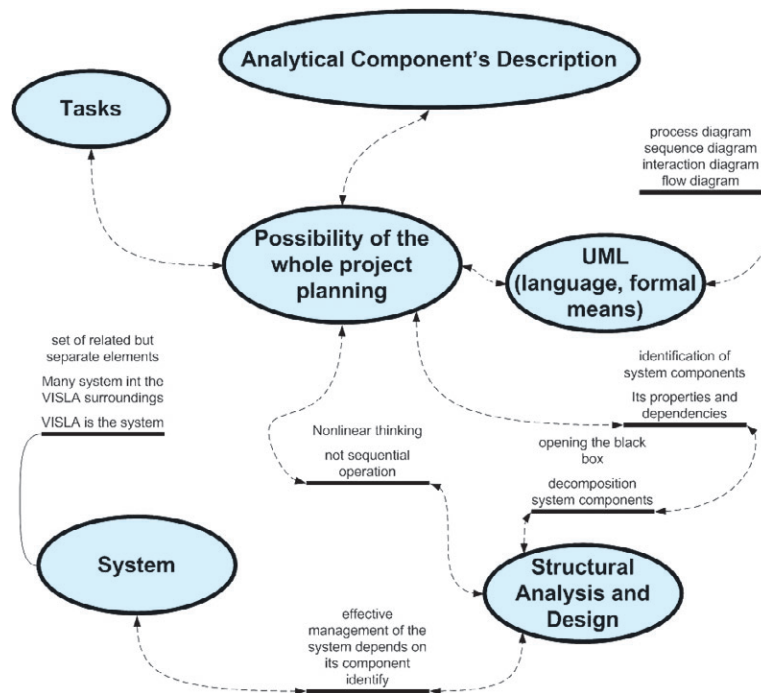 Analytical Component's Description
Tasks
process diagram
sequence diagram
interaction diagram
flow diagram
Possibility of the
whole project
planning
UML
(language, formal
means)
set of related but
separate elements
Many system int the
VISLA surroundings
VISLA is the system
identification of
system components
Its properties and
dependencies
Nonlinear thinking
not sequential
operation
opening the black
box
decomposition
system components
System
Structural
Analysis and
Design
effective
management of the
system depends on
its component
identify